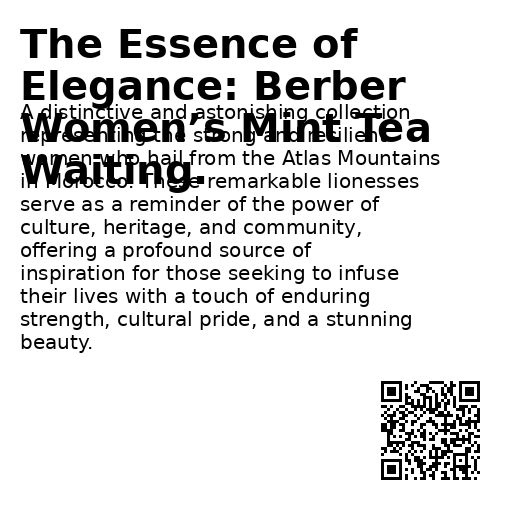 The Essence of
Elegance: Berber
Women’s Mint Tea
Waiting.
A distinctive and astonishing collection
representing the strong and resilient
women who hail from the Atlas Mountains
in Morocco. These remarkable lionesses
serve as a reminder of the power of
culture, heritage, and community,
offering a profound source of
inspiration for those seeking to infuse
their lives with a touch of enduring
strength, cultural pride, and a stunning
beauty.